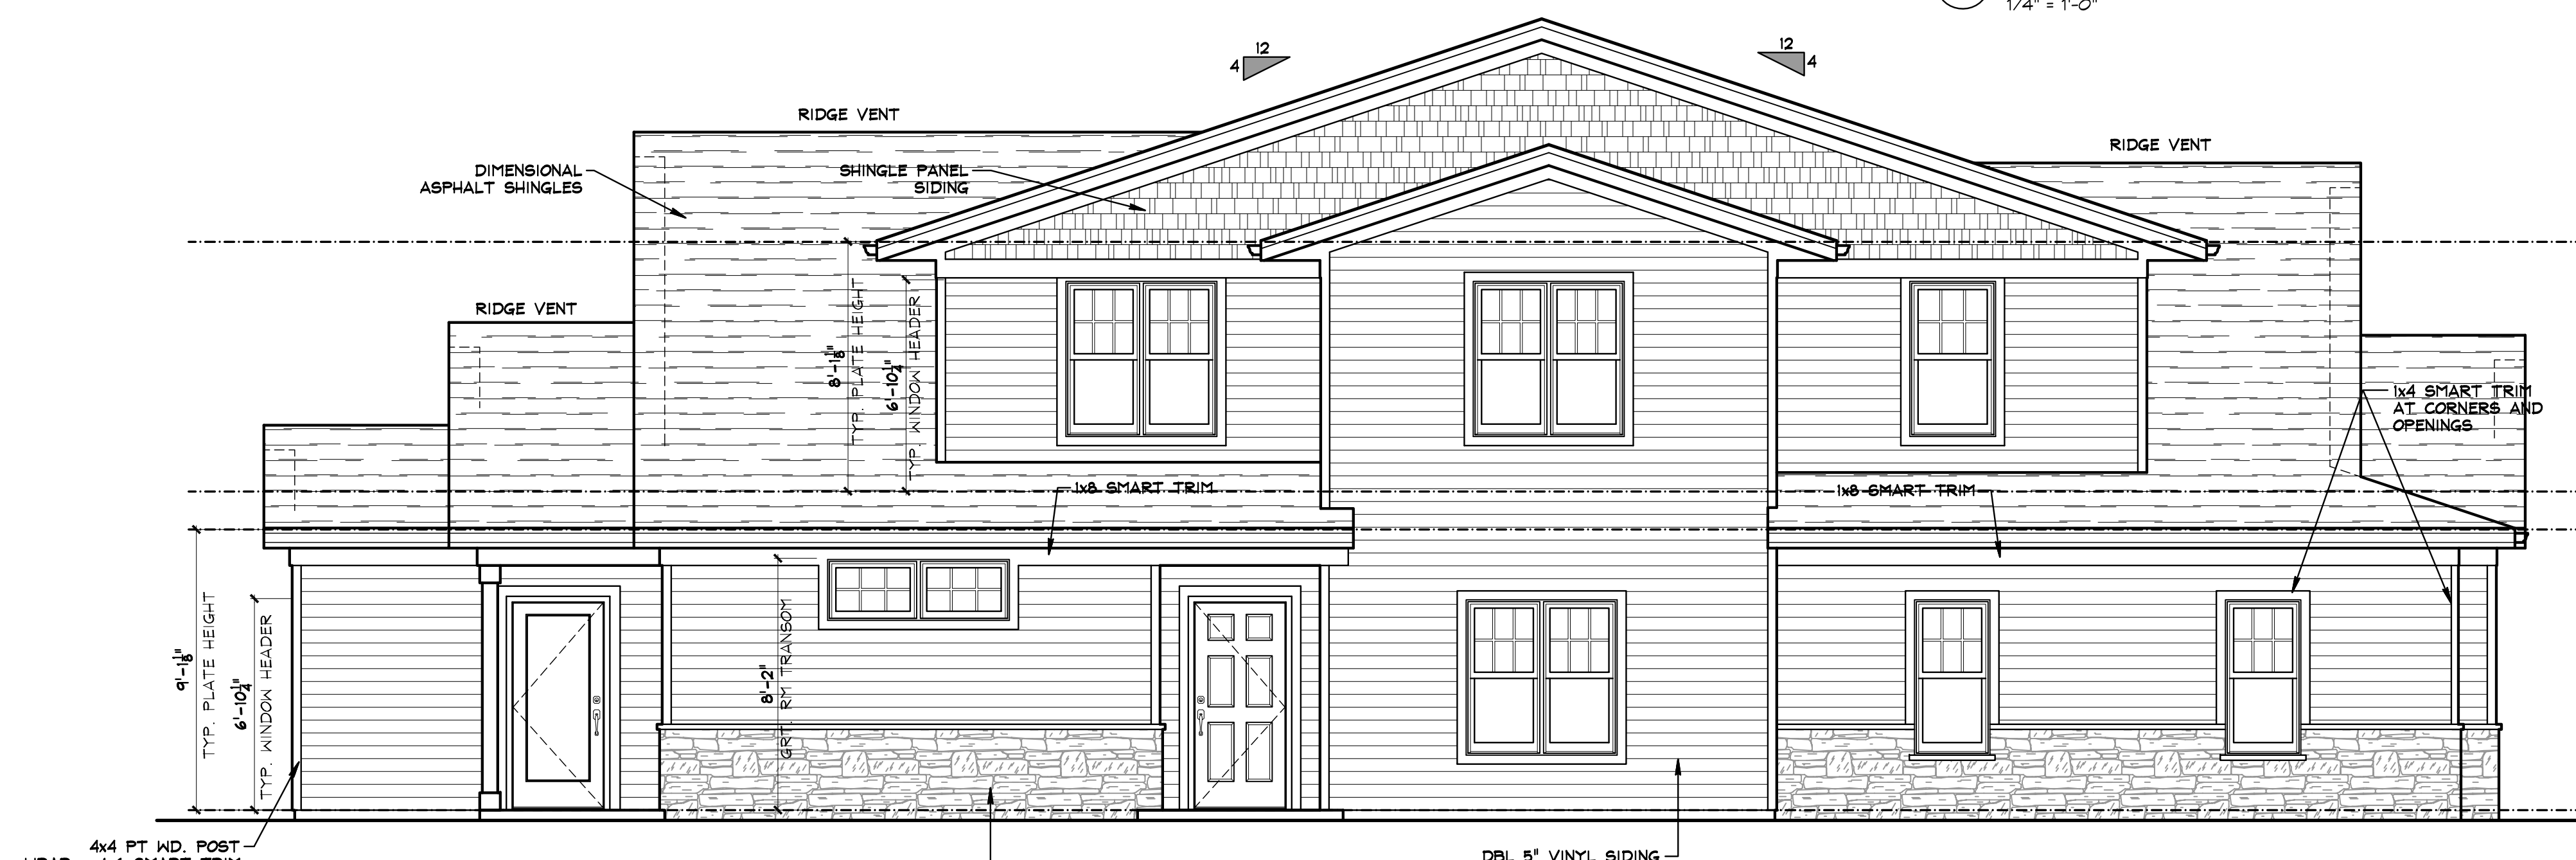 1/4" = 1'-0"
12
4
12
4
RIDGE VENT
RIDGE VENT
DIMENSIONAL
ASPHALT SHINGLES
SHINGLE PANEL
SIDING
RIDGE VENT
8'-1 1/8"
TYP. PLATE HEIGHT
6'-10 1/4"
TYP. WINDOW HEADER
1x4 SMART TRIM
AT CORNERS AND
OPENINGS
1x8 SMART TRIM
1x8 SMART TRIM
9'-1 1/8"
TYP. PLATE HEIGHT
6'-10 1/4"
TYP. WINDOW HEADER
8'-2"
GRT. RM TRANSOM
4x4 PT WD. POST
DBL 5" VINYL SIDING